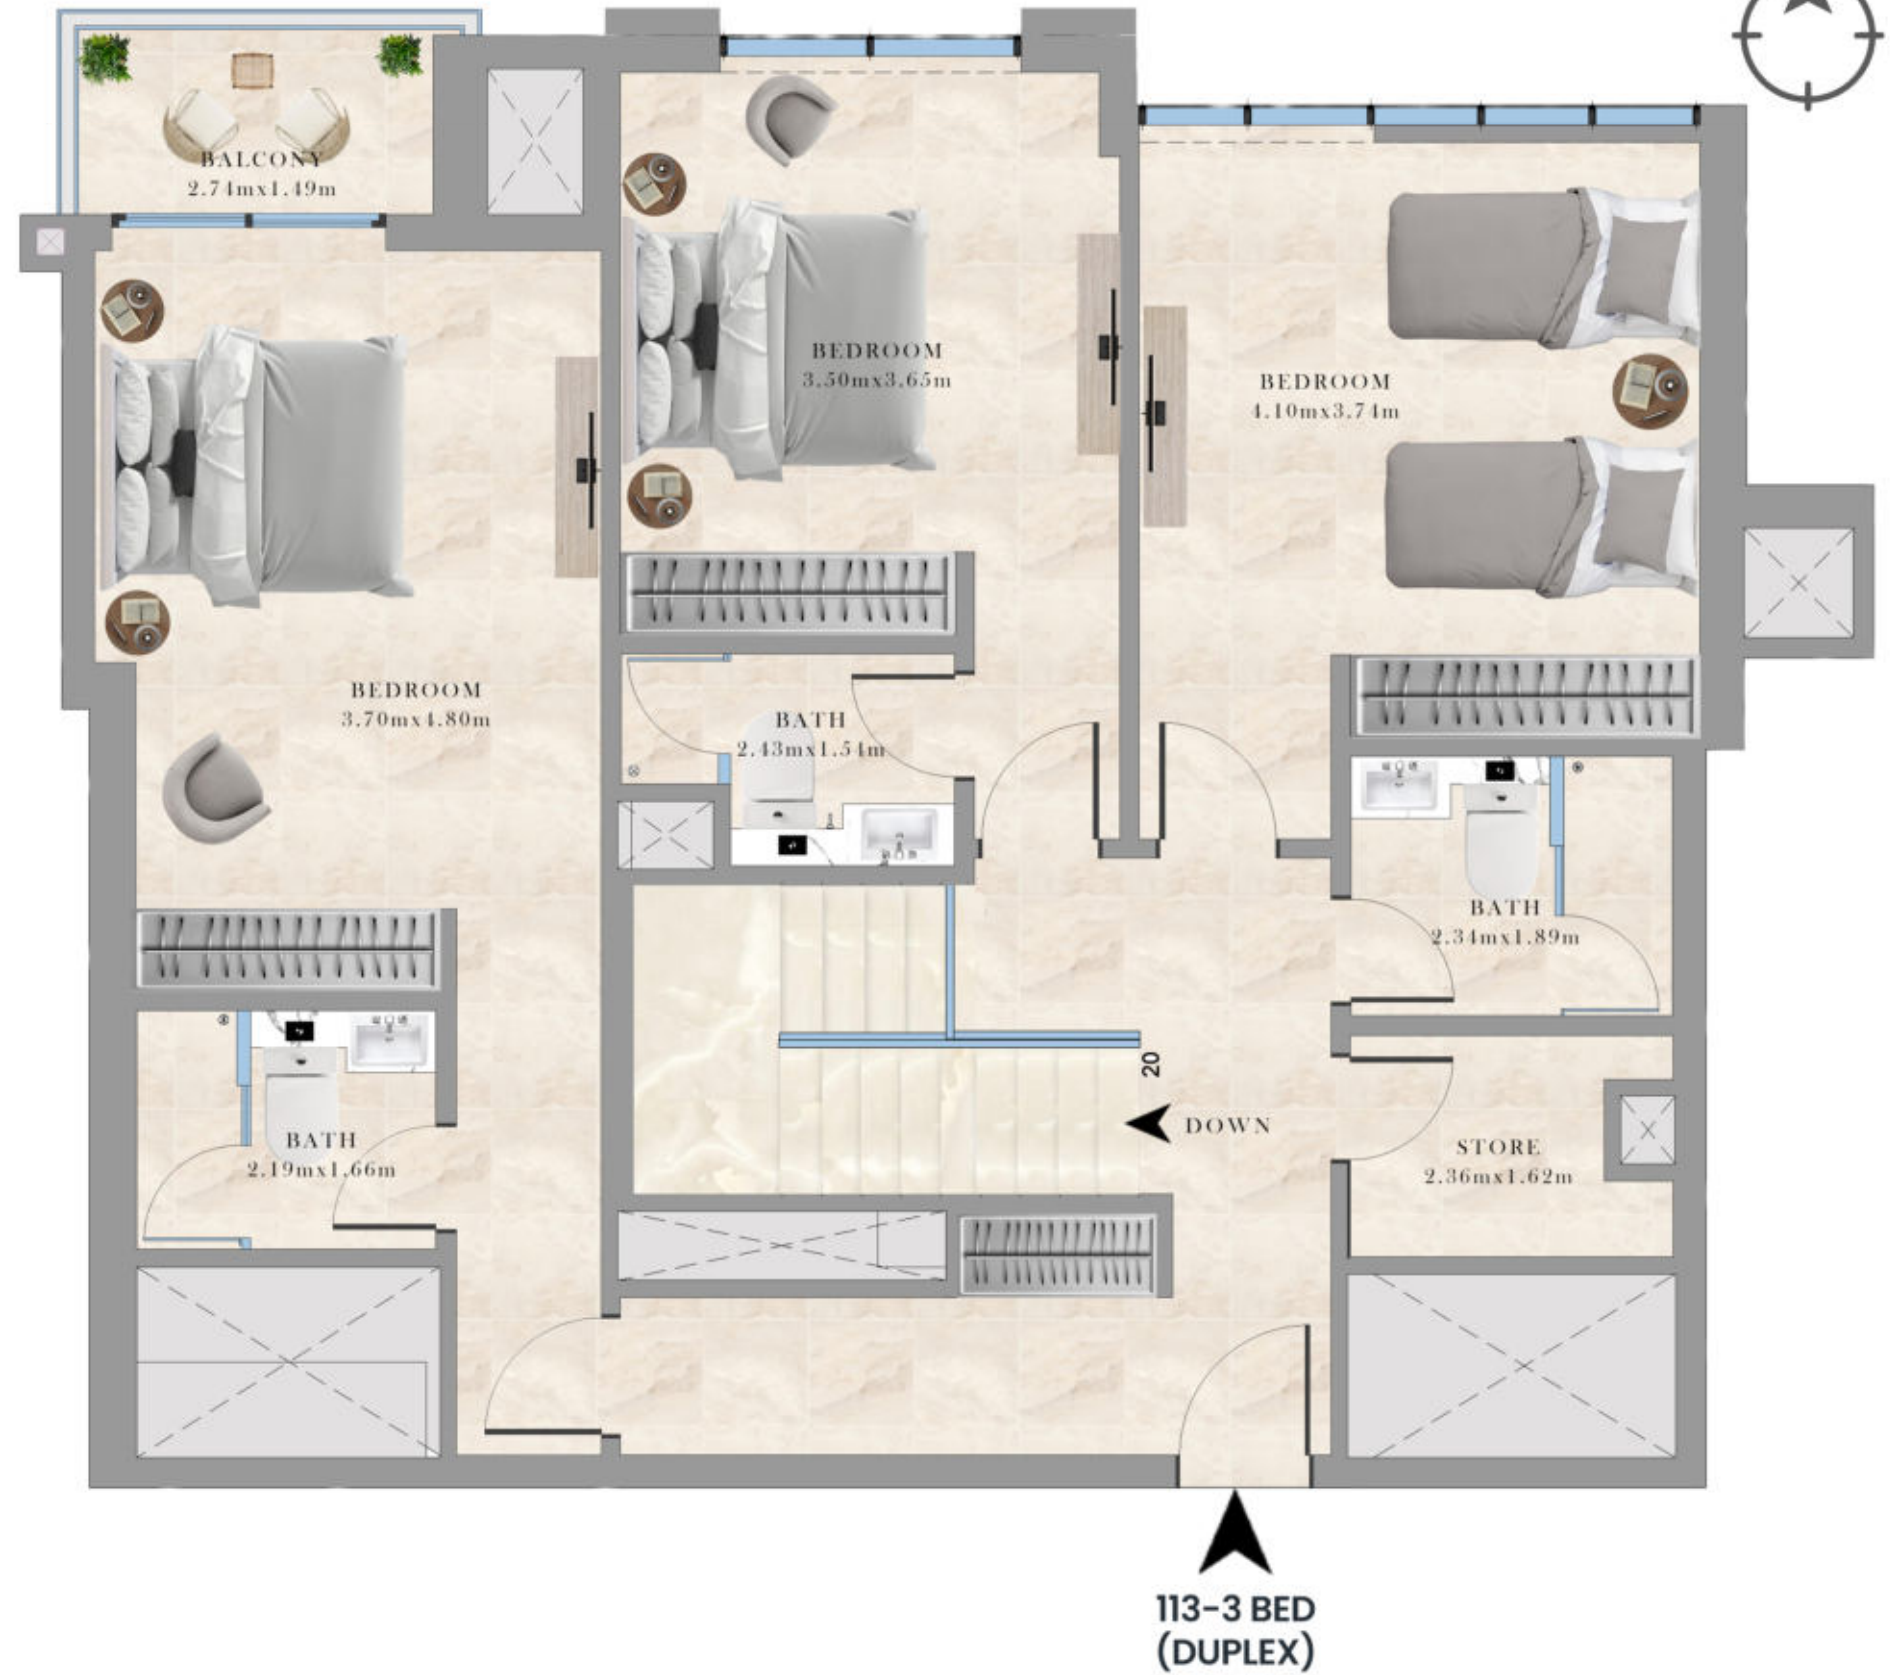 BALCONY
2.74mx1.49m
BEDROOM
3.50mx3.65m
BEDROOM
4.10mx3.74m
BEDROOM
3.70mx4.80m
BATH
2.43mx1.54m
BATH
2.34mx1.89m
20
DOWN
BATH
2.19mx1.66m
STORE
2.36mx1.62m
113-3 BED
(DUPLEX)